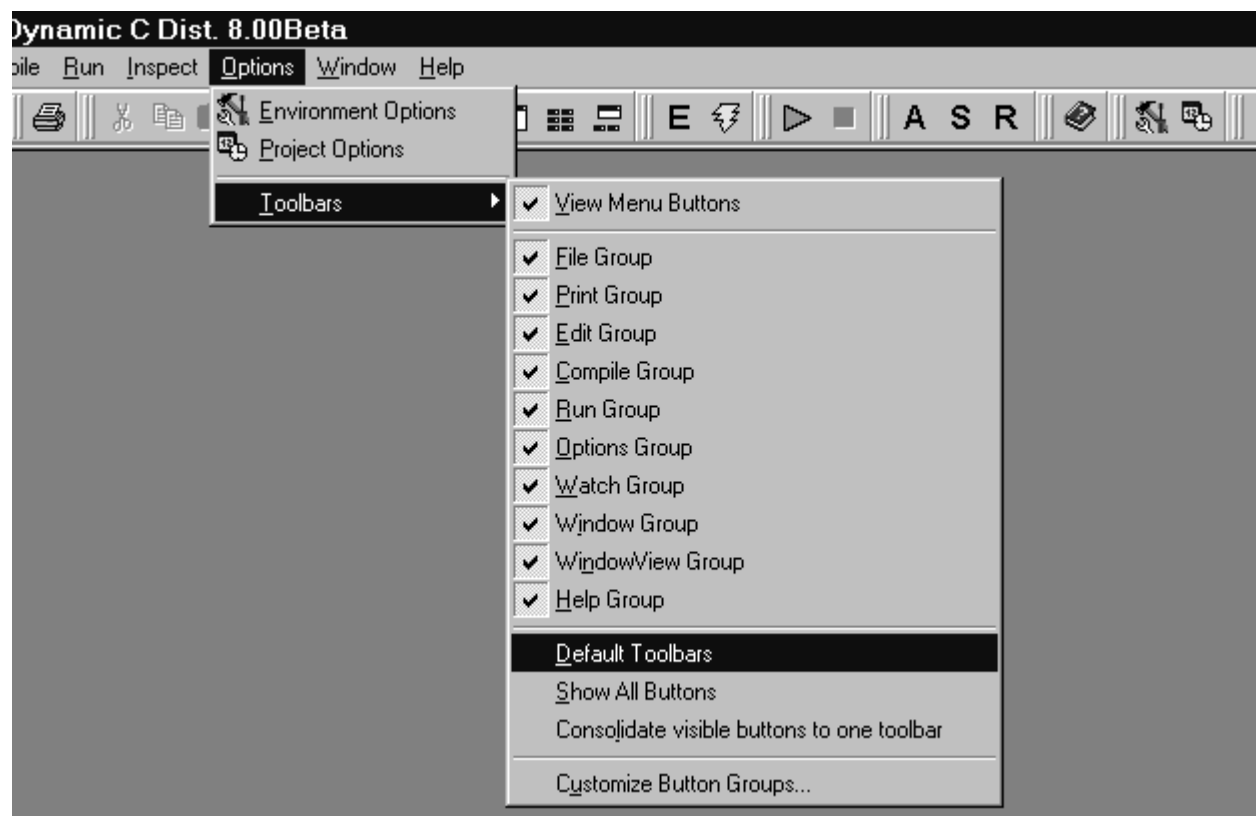 Dynamic C Dist. 8.00Beta
pile Run Inspect Options Window Help
E A S R
Environment Options
Project Options
Toolbars
View Menu Buttons
File Group
Print Group
Edit Group
Compile Group
Run Group
Options Group
Watch Group
Window Group
WindowView Group
Help Group
Default Toolbars
Show All Buttons
Consolidate visible buttons to one toolbar
Customize Button Groups...